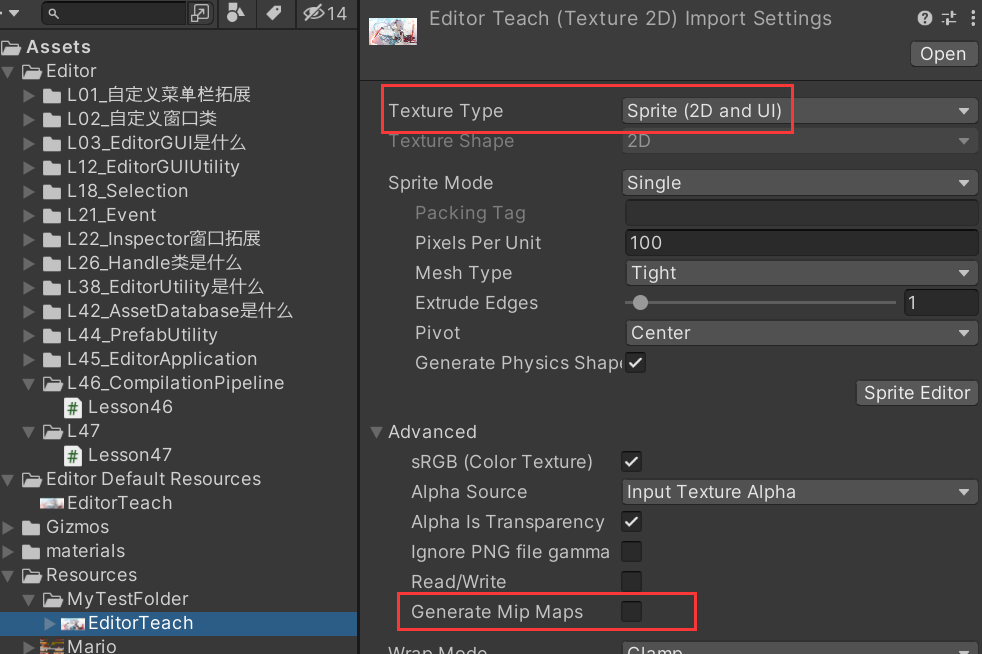 14
Assets
Editor
L01_自定义菜单栏拓展
L02_自定义窗口类
L03_EditorGUI是什么
L12_EditorGUIUtility
L18_Selection
L21_Event
L22_Inspector窗口拓展
L26_Handle类是什么
L38_EditorUtility是什么
L42_AssetDatabase是什么
L44_PrefabUtility
L45_EditorApplication
L46_CompilationPipeline
# Lesson46
L47
# Lesson47
Editor Default Resources
EditorTeach
Gizmos
materials
Resources
MyTestFolder
EditorTeach
Mario
Editor Teach (Texture 2D) Import Settings
Open
Texture Type Sprite (2D and UI)
Texture Shape 2D
Sprite Mode Single
Packing Tag
Pixels Per Unit 100
Mesh Type Tight
Extrude Edges 1
Pivot Center
Generate Physics Shap
Sprite Editor
Advanced
sRGB (Color Texture)
Alpha Source Input Texture Alpha
Alpha Is Transparency
Ignore PNG file gamma
Read/Write
Generate Mip Maps
Wrap Mode Clamp